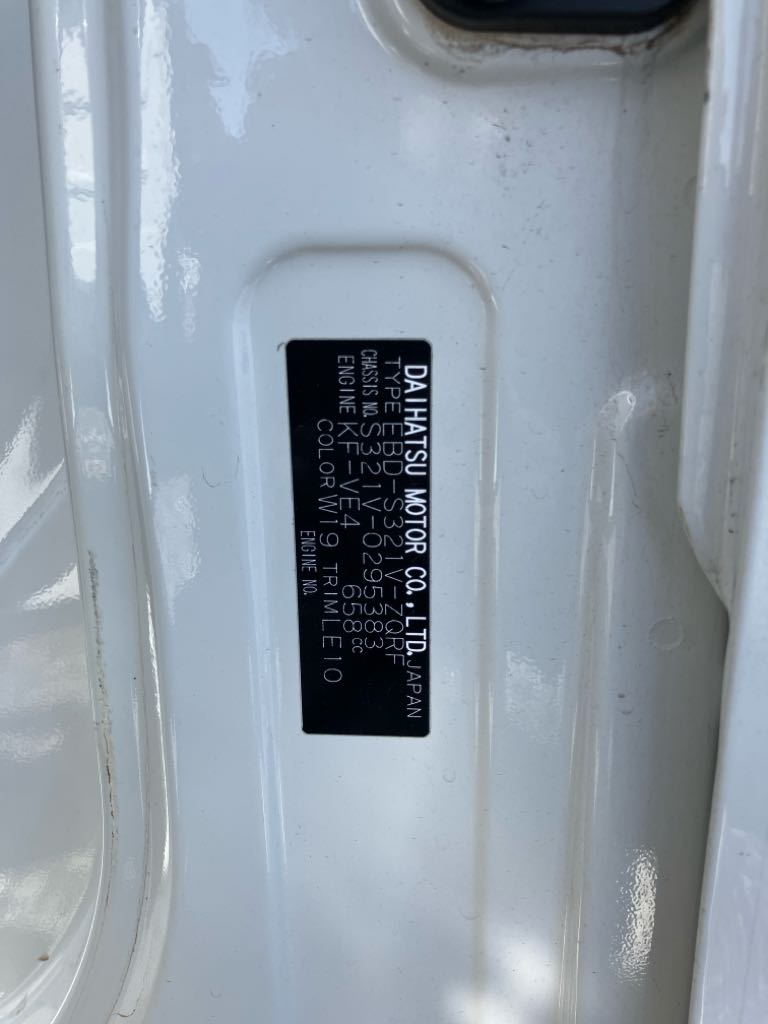 DAIHATSU MOTOR CO.,LTD. JAPAN
TYPE EBD-S321V-ZQRF
CHASSIS NO. S321V-0295383
ENGINE KF-VE4 658cc
COLOR W19 TRIM LE10
ENGINE NO.